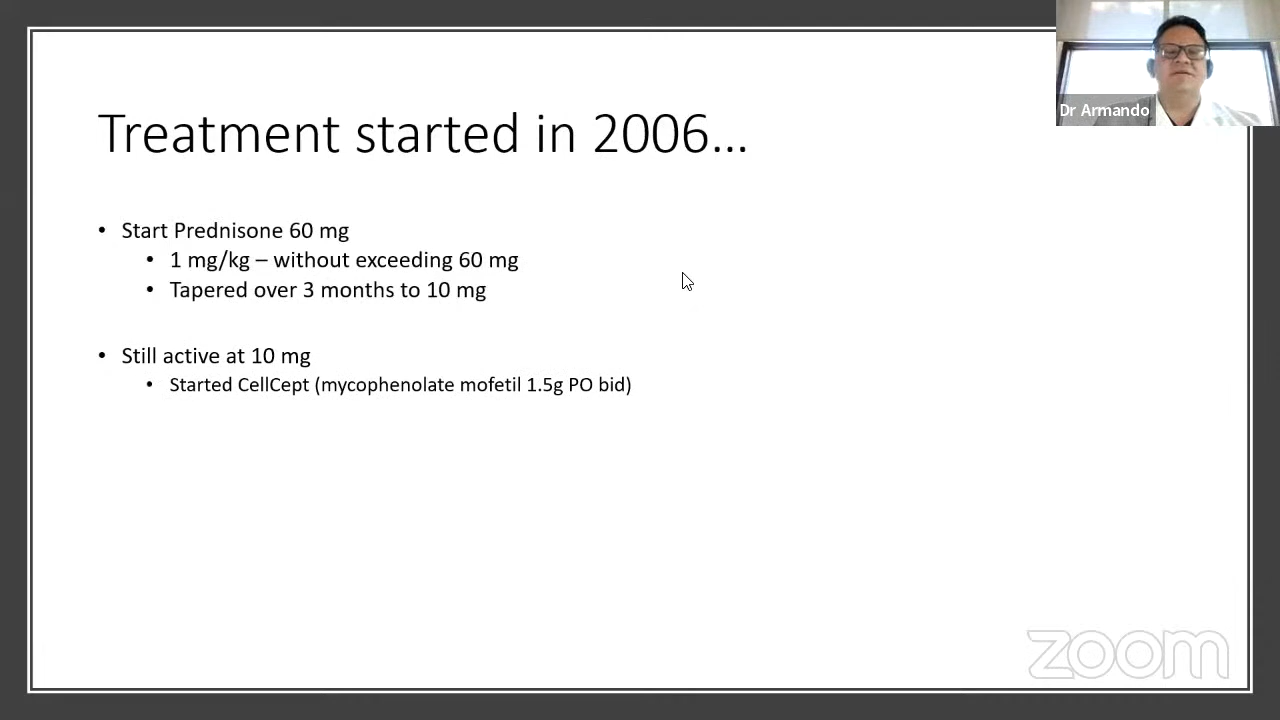 Dr Armando
Treatment started in 2006...
• Start Prednisone 60 mg
• 1 mg/kg – without exceeding 60 mg
• Tapered over 3 months to 10 mg
• Still active at 10 mg
• Started CellCept (mycophenolate mofetil 1.5g PO bid)
zoom